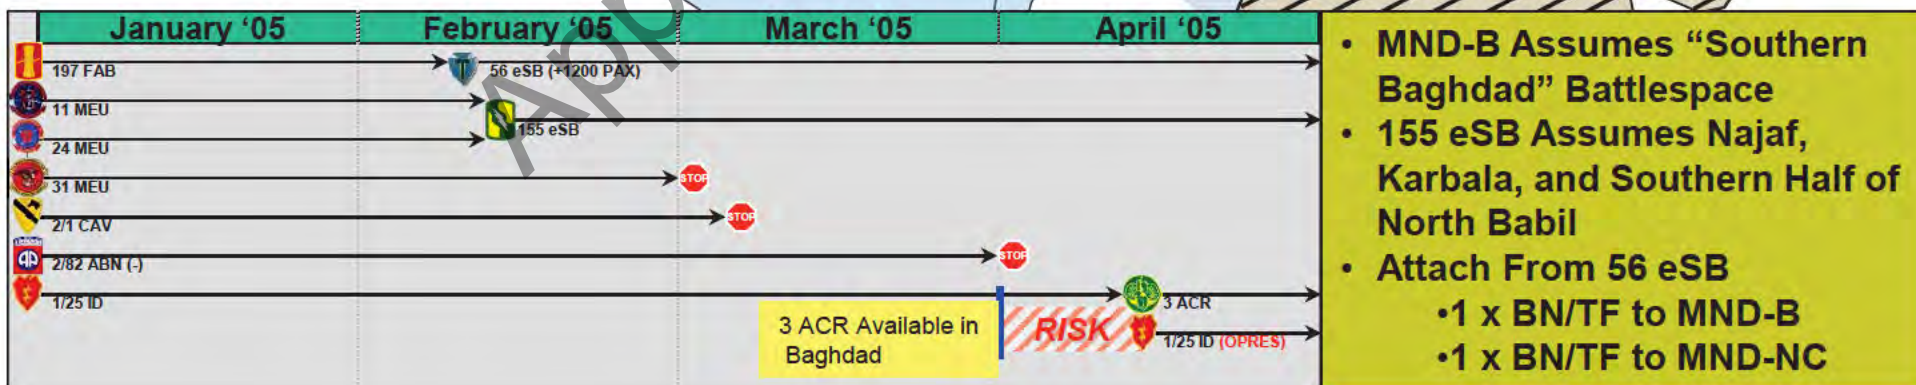 January ‘05
February ‘05
March ‘05
April ‘05
197 FAB
56 eSB (+1200 PAX)
11 MEU
155 eSB
24 MEU
31 MEU
STOP
2/1 CAV
STOP
2/82 ABN (-)
STOP
1/25 ID
3 ACR
3 ACR Available in
Baghdad
RISK
1/25 ID (OPRES)
App
• MND-B Assumes “Southern
Baghdad” Battlespace
• 155 eSB Assumes Najaf,
Karbala, and Southern Half of
North Babil
• Attach From 56 eSB
•1 x BN/TF to MND-B
•1 x BN/TF to MND-NC